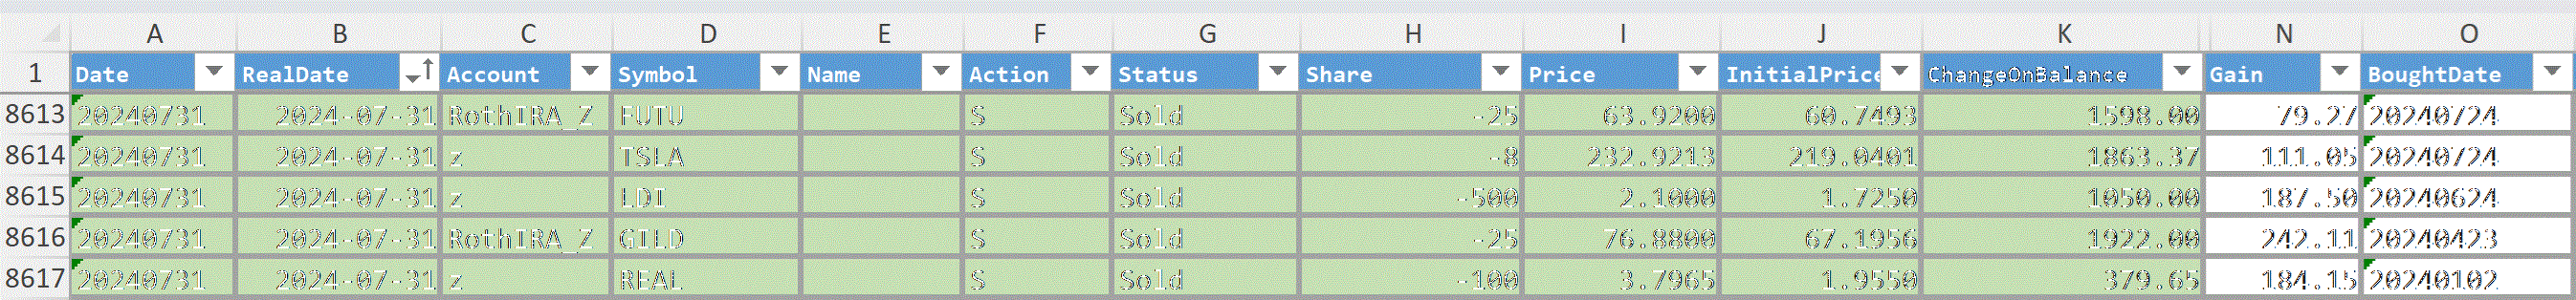 A B C D E F G H I J K N O
1 Date RealDate Account Symbol Name Action Status Share Price InitialPrice ChangeOnBalance Gain BoughtDate
8613 20240731 2024-07-31 RothIRA_Z FUTU S Sold -25 63.9200 60.7493 1598.00 79.27 20240724
8614 20240731 2024-07-31 z TSLA S Sold -8 232.9213 219.0401 1863.37 111.05 20240724
8615 20240731 2024-07-31 z LDI S Sold -500 2.1000 1.7250 1050.00 187.50 20240624
8616 20240731 2024-07-31 RothIRA_Z GILD S Sold -25 76.8800 67.1956 1922.00 242.11 20240423
8617 20240731 2024-07-31 z REAL S Sold -100 3.7965 1.9550 379.65 184.15 20240102